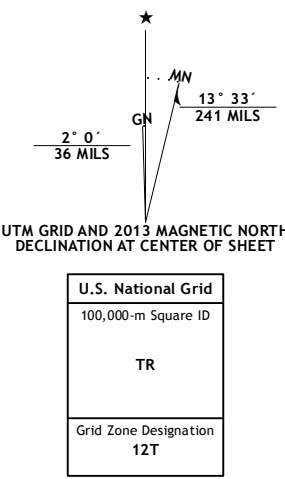 ★
MN
GN
13° 33´
241 MILS
2° 0´
36 MILS
UTM GRID AND 2013 MAGNETIC NORTH
DECLINATION AT CENTER OF SHEET
U.S. National Grid
100,000-m Square ID
TR
Grid Zone Designation
12T